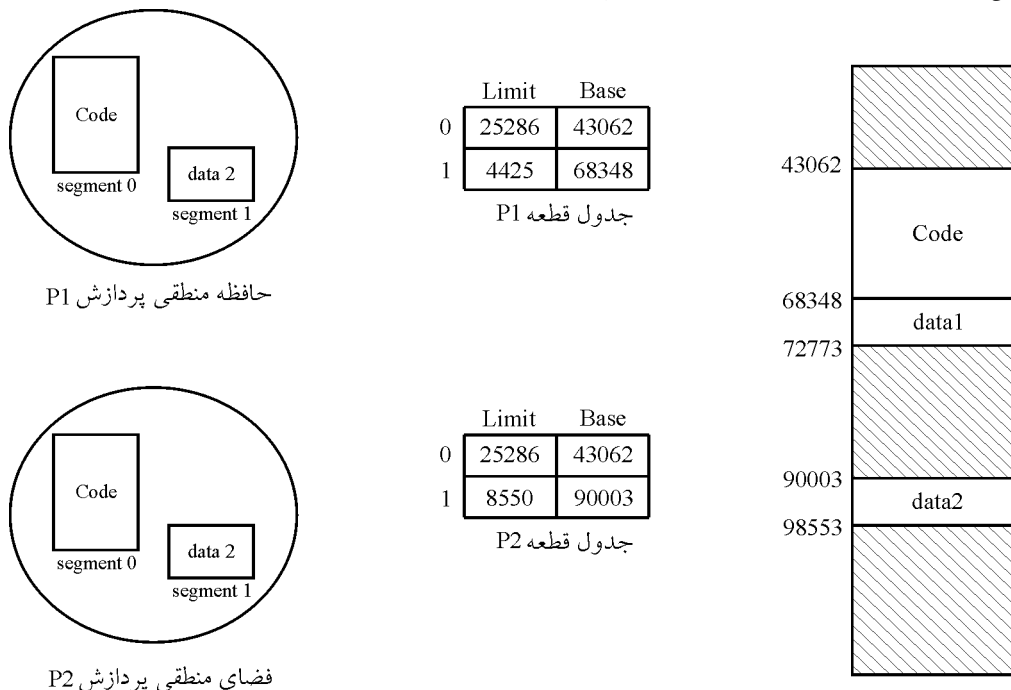 Code
segment 0
data 2
segment 1
حافظه منطقی پردازش P1
Limit Base
0 25286 43062
1 4425 68348
جدول قطعه P1
Code
segment 0
data 2
segment 1
فضای منطقی پردازش P2
Limit Base
0 25286 43062
1 8550 90003
جدول قطعه P2
43062
Code
68348
data1
72773
90003
data2
98553